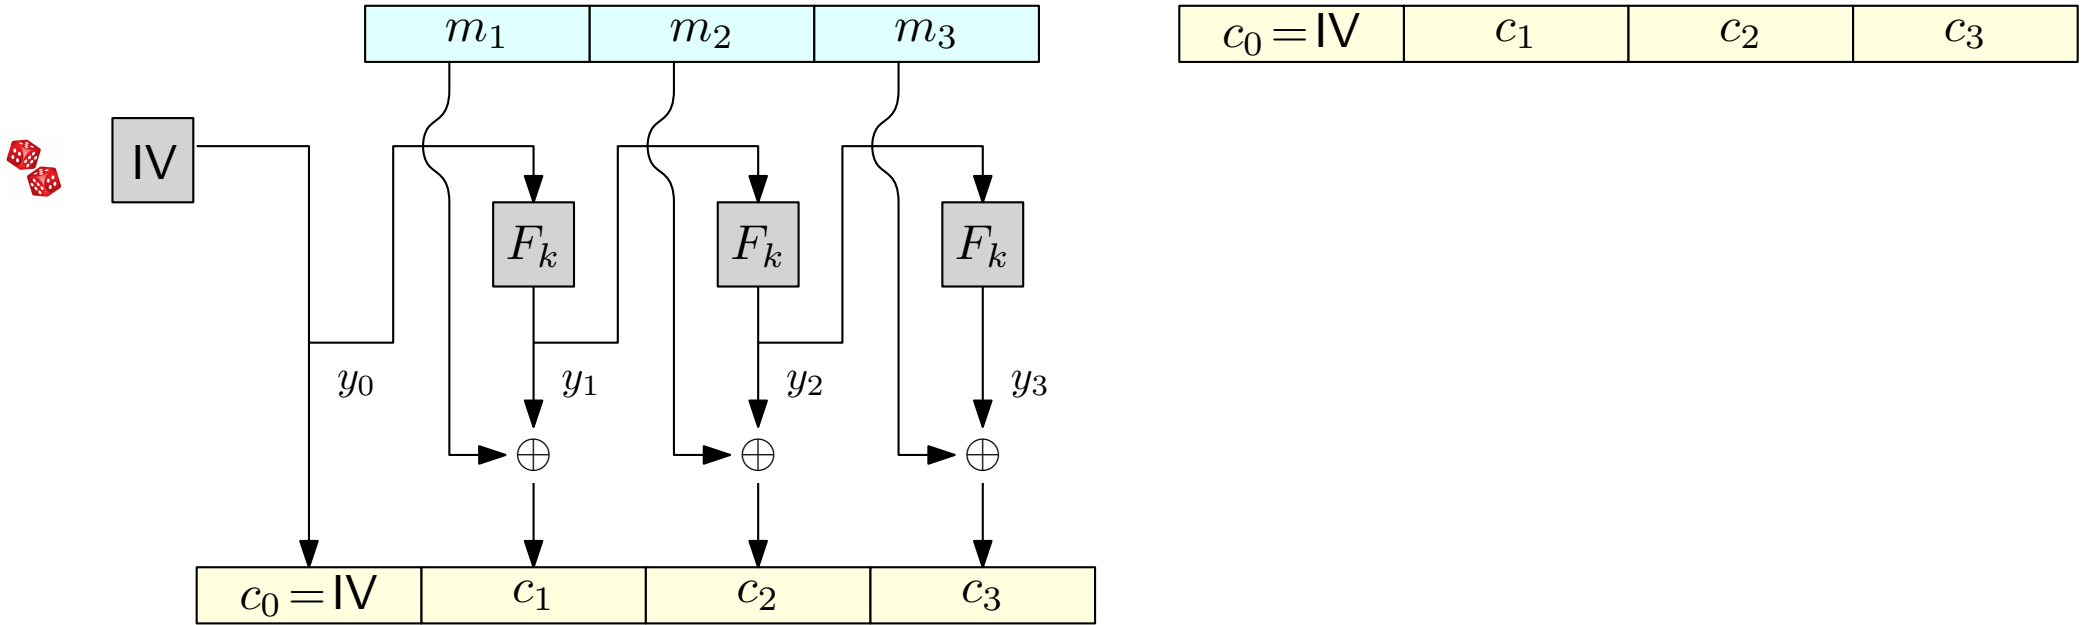 m₁ m₂ m₃ c₀ = IV c₁ c₂ c₃
IV
Fₖ Fₖ Fₖ
y₀ y₁ y₂ y₃
c₀ = IV c₁ c₂ c₃